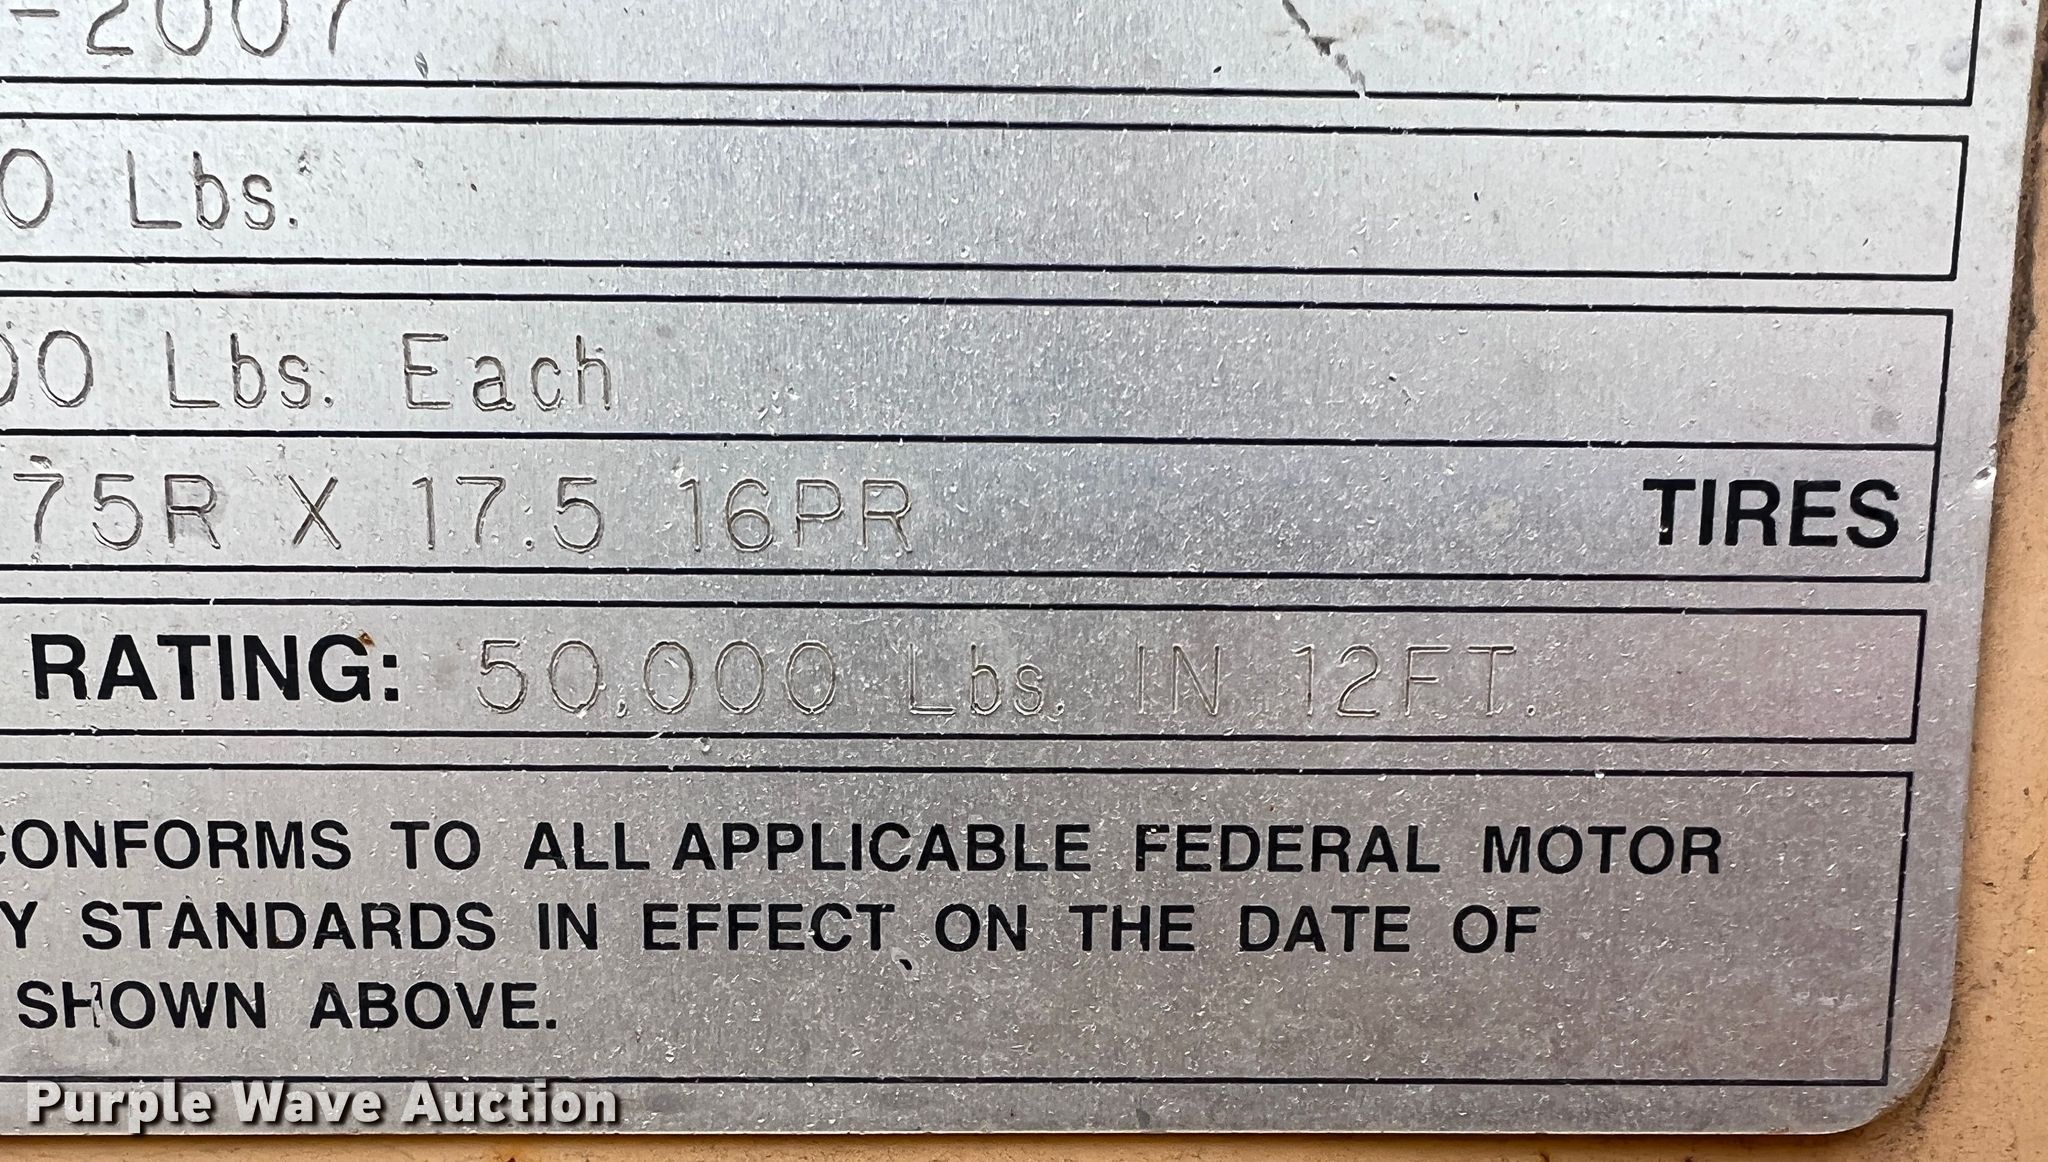 -2007
0 Lbs.
00 Lbs. Each
75R X 17.5 16PR TIRES
RATING: 50,000 Lbs. IN 12FT.
CONFORMS TO ALL APPLICABLE FEDERAL MOTOR
Y STANDARDS IN EFFECT ON THE DATE OF
SHOWN ABOVE.
Purple Wave Auction